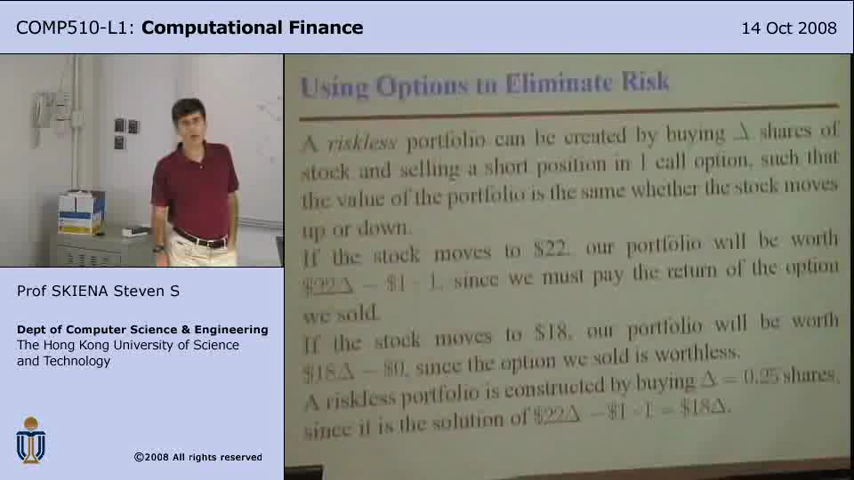 COMP510-L1: Computational Finance
14 Oct 2008
Using Options to Eliminate Risk
A riskless portfolio can be created by buying Δ shares of
stock and selling a short position in 1 call option, such that
the value of the portfolio is the same whether the stock moves
up or down.
If the stock moves to $22, our portfolio will be worth
$22Δ − $1 · 1, since we must pay the return of the option
we sold.
If the stock moves to $18, our portfolio will be worth
$18Δ − $0, since the option we sold is worthless.
A riskless portfolio is constructed by buying Δ = 0.25 shares,
since it is the solution of $22Δ − $1 · 1 = $18Δ.
Prof SKIENA Steven S
Dept of Computer Science & Engineering
The Hong Kong University of Science
and Technology
©2008 All rights reserved